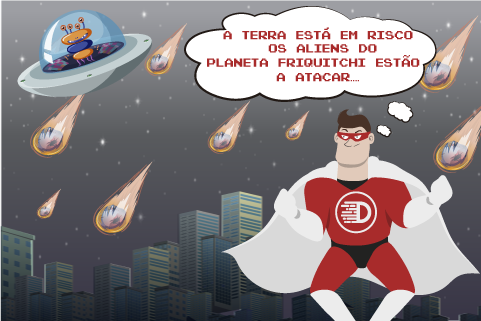 A TERRA ESTÁ EM RISCO
OS ALIENS DO
PLANETA FRIQUITCHI ESTÃO
A ATACAR....
D